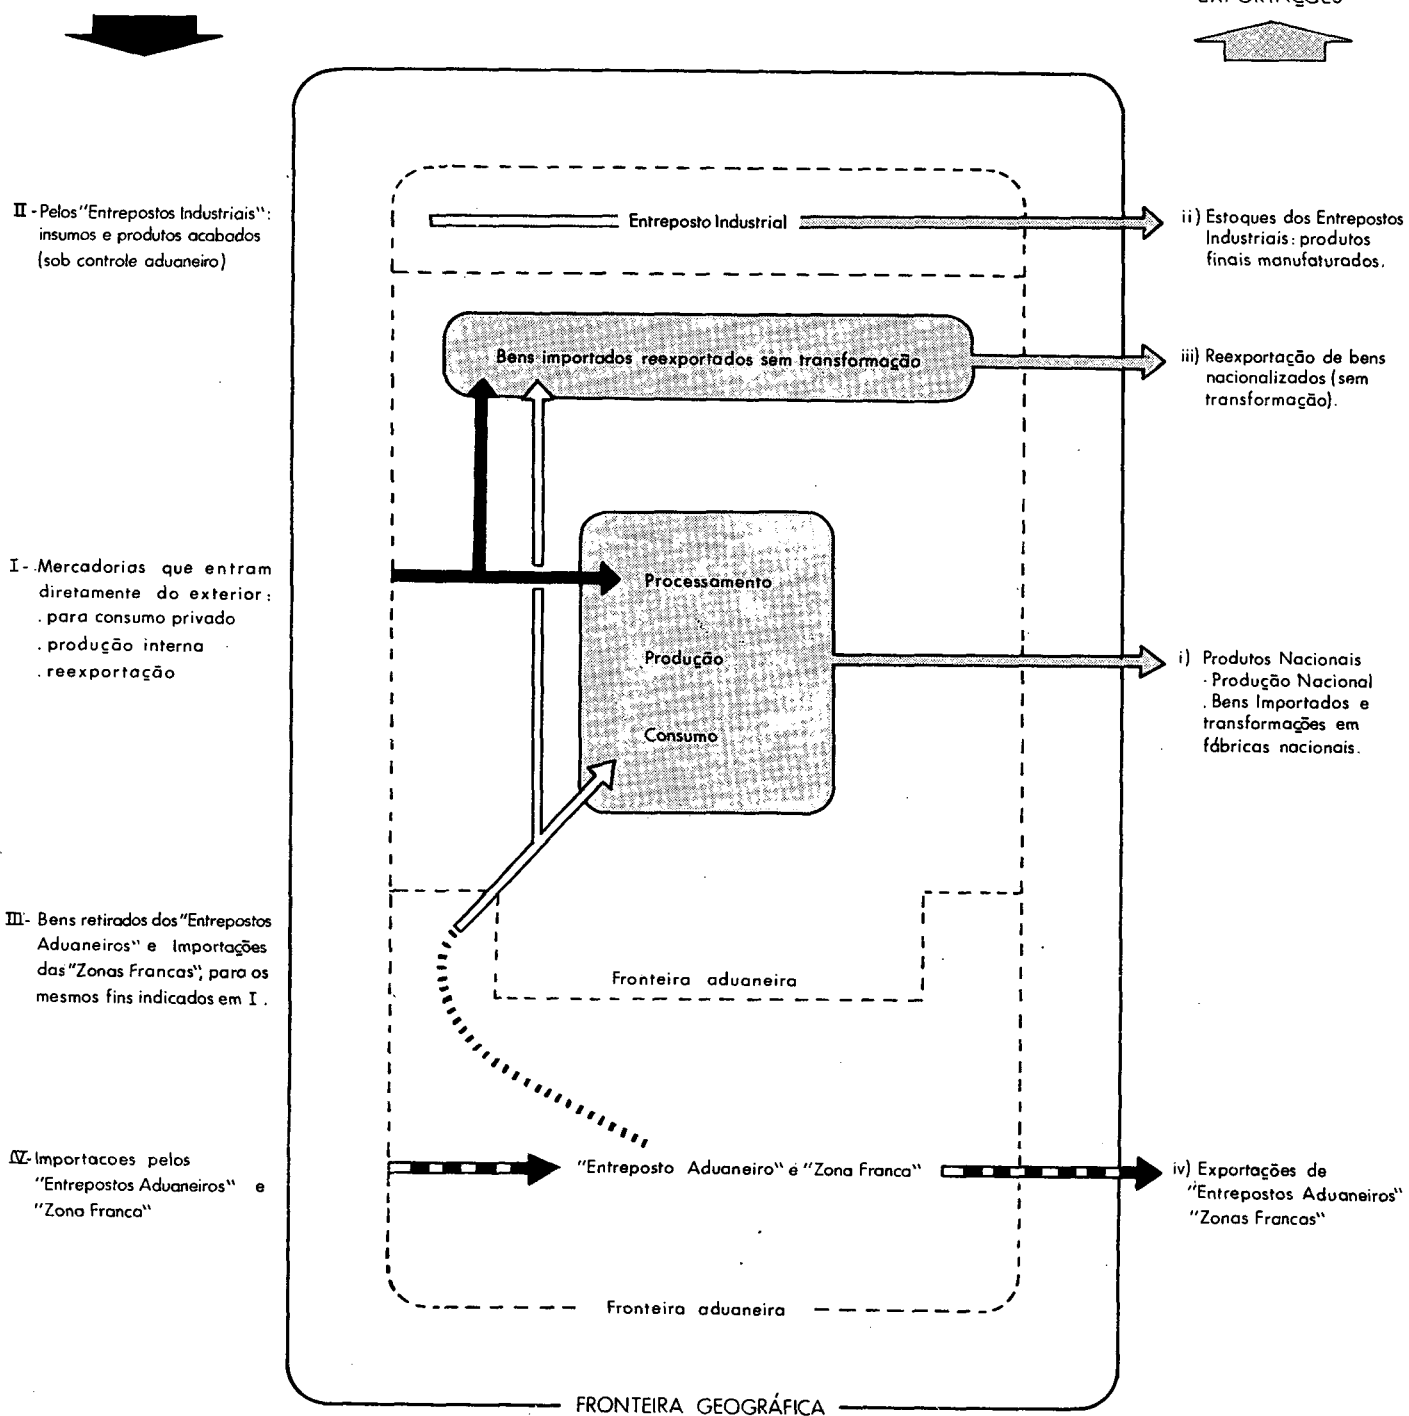 EXPORTAÇÕES
II - Pelos "Entrepostos Industriais":
insumos e produtos acabados
(sob controle aduaneiro)
Entreposto Industrial
ii) Estoques dos Entrepostos
Industriais: produtos
finais manufaturados.
Bens importados reexportados sem transformação
iii) Reexportação de bens
nacionalizados (sem
transformação).
I - Mercadorias que entram
diretamente do exterior:
. para consumo privado
. produção interna
. reexportação
Processamento
Produção
Consumo
i) Produtos Nacionais
. Produção Nacional
. Bens Importados e
transformações em
fábricas nacionais.
III - Bens retirados dos "Entrepostos
Aduaneiros" e Importações
das "Zonas Francas", para os
mesmos fins indicados em I .
Fronteira aduaneira
IV - Importacoes pelos
"Entrepostos Aduaneiros" e
"Zona Franca"
"Entreposto Aduaneiro" e "Zona Franca"
iv) Exportações de
"Entrepostos Aduaneiros"
"Zonas Francas"
Fronteira aduaneira
FRONTEIRA GEOGRÁFICA